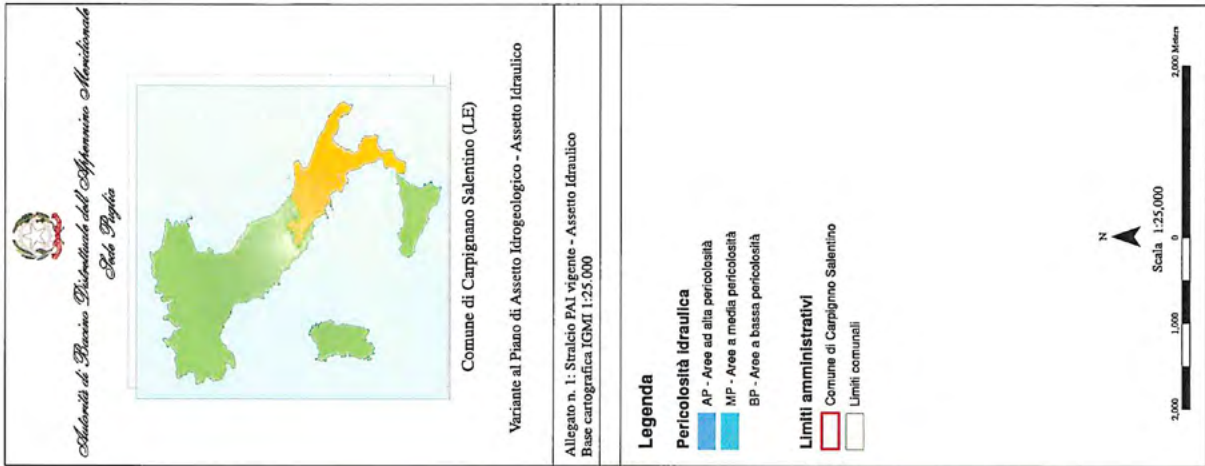 Autorità di Bacino Distrettuale dell'Appennino Meridionale
Sede Puglia
Comune di Carpignano Salentino (LE)
Variante al Piano di Assetto Idrogeologico - Assetto Idraulico
Allegato n. 1: Stralcio PAI vigente - Assetto Idraulico
Base cartografica IGMI 1:25.000
Legenda
Pericolosità idraulica
AP - Aree ad alta pericolosità
MP - Aree a media pericolosità
BP - Aree a bassa pericolosità
Limiti amministrativi
Comune di Carpignno Salentino
Limiti comunali
N
Scala 1:25,000
2,000 1,000 0 2,000 Meters